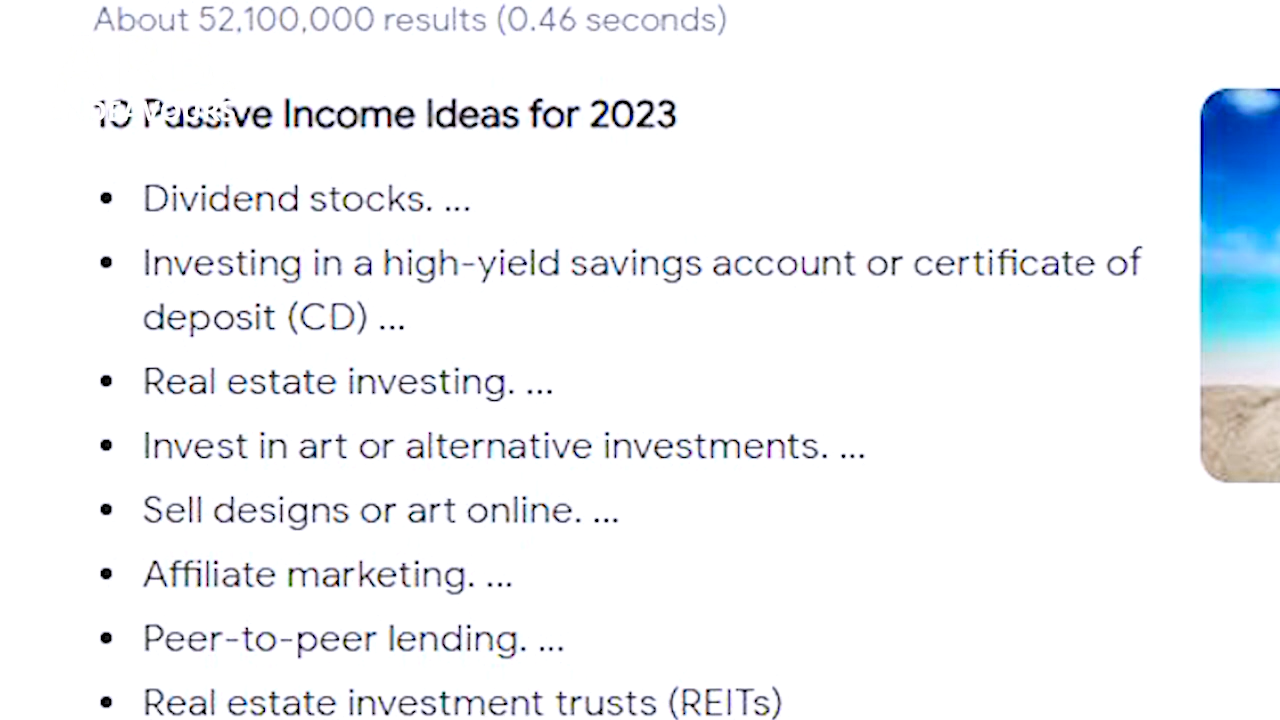 About 52,100,000 results (0.46 seconds)
Passive Income Ideas for 2023
• Dividend stocks. ...
• Investing in a high-yield savings account or certificate of
deposit (CD) ...
• Real estate investing. ...
• Invest in art or alternative investments. ...
• Sell designs or art online. ...
• Affiliate marketing. ...
• Peer-to-peer lending. ...
• Real estate investment trusts (REITs)